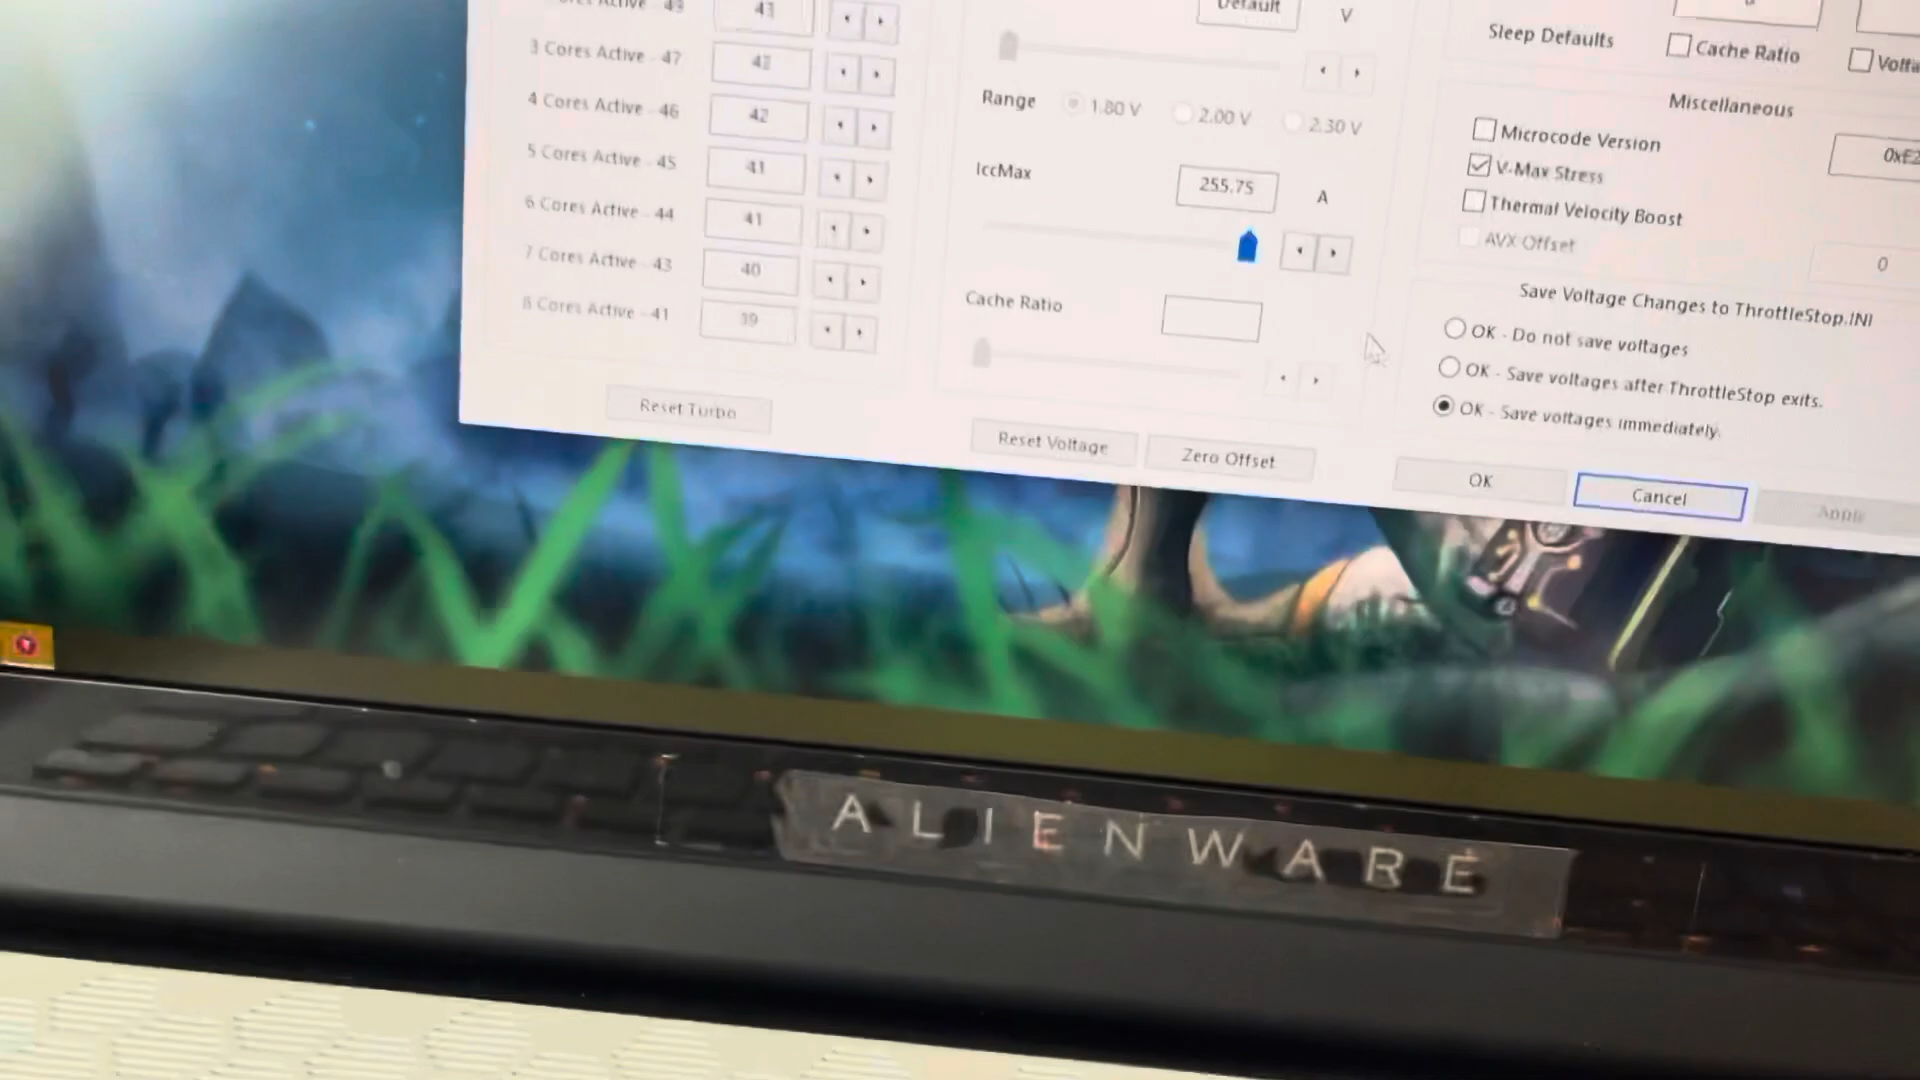 Cores Active - 49 43
3 Cores Active - 47
4 Cores Active - 46 42
5 Cores Active - 45 41
6 Cores Active - 44 41
7 Cores Active - 43 40
8 Cores Active - 41 39
Reset Turbo
Default V
Range 1.80 V 2.00 V 2.30 V
IccMax 255.75 A
Cache Ratio
Reset Voltage Zero Offset
Sleep Defaults Cache Ratio
Miscellaneous
Microcode Version
V-Max Stress
Thermal Velocity Boost
AVX Offset 0
Save Voltage Changes to ThrottleStop.INI
OK - Do not save voltages
OK - Save voltages after ThrottleStop exits.
OK - Save voltages immediately.
OK Cancel Apply
ALIENWARE